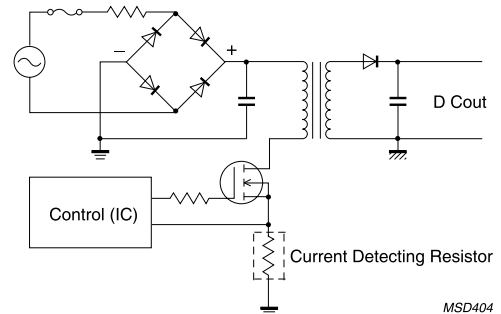 − +
D Cout
Control (IC)
Current Detecting Resistor
MSD404